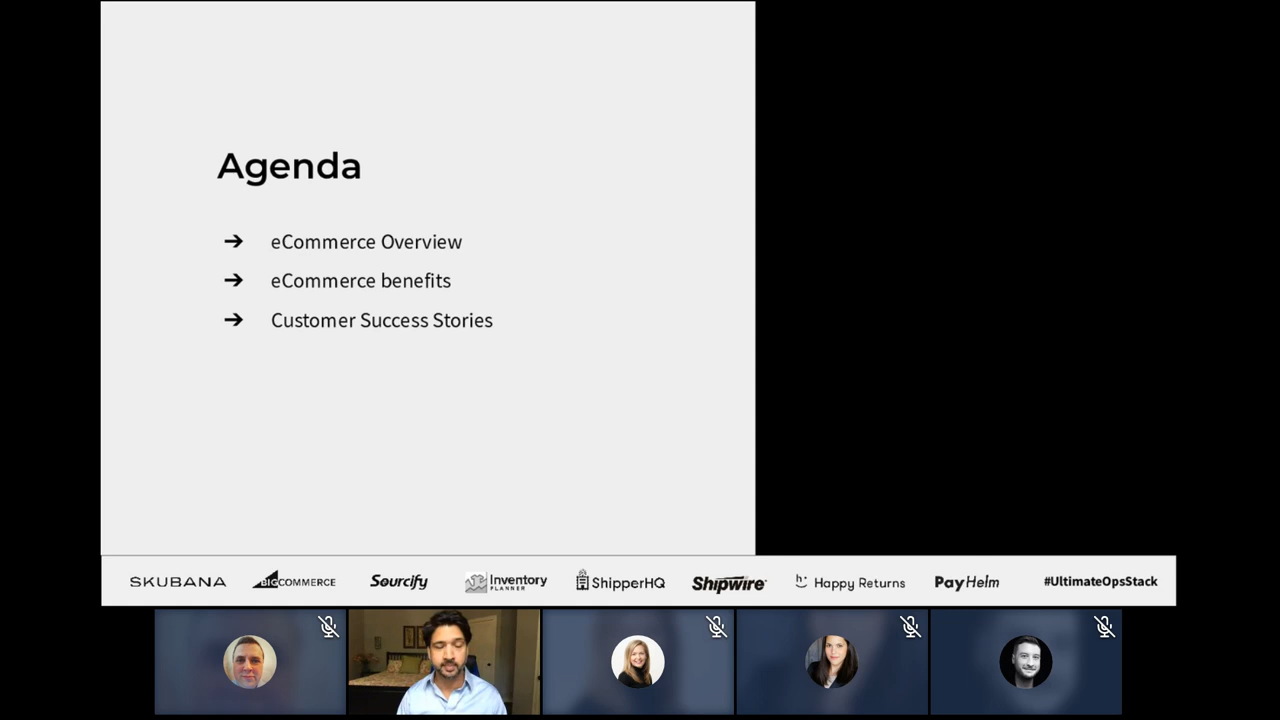 Agenda
➔ eCommerce Overview
➔ eCommerce benefits
➔ Customer Success Stories
SKUBANA BIGCOMMERCE Sourcify Inventory PLANNER ShipperHQ Shipwire Happy Returns PayHelm #UltimateOpsStack